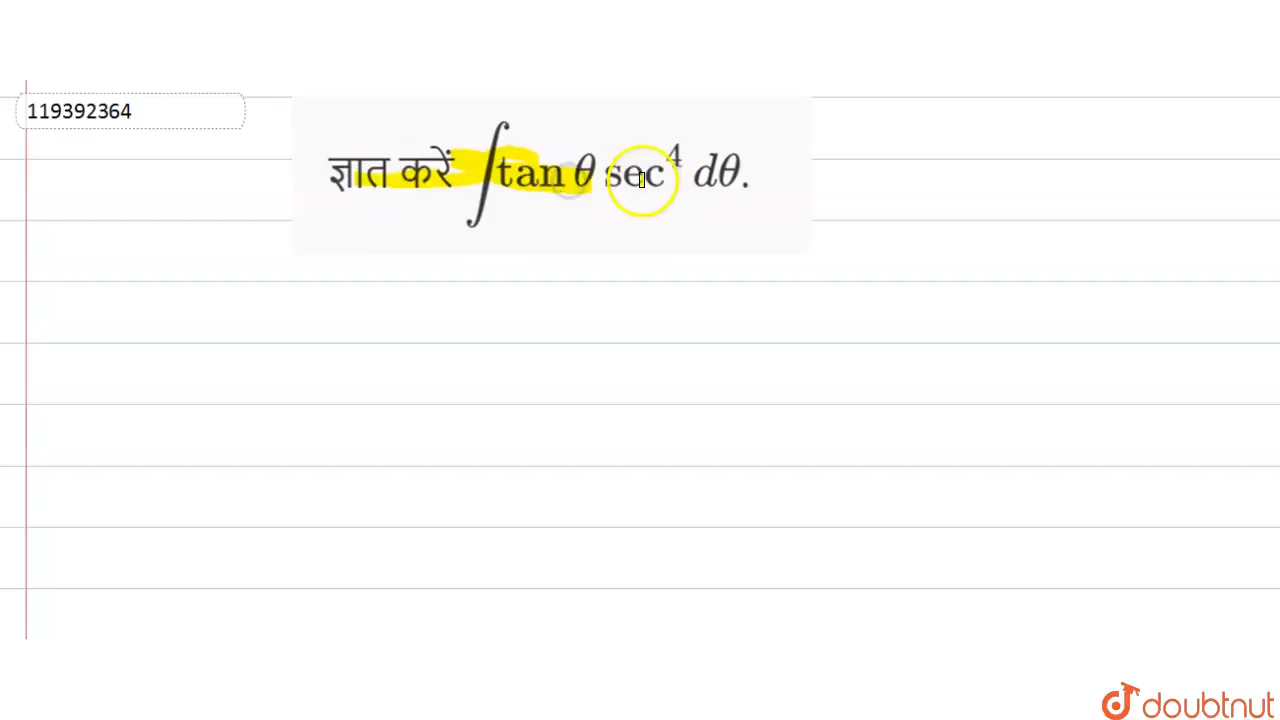 119392364
ज्ञात करें ∫tan θ sec⁴ dθ.
doubtnut